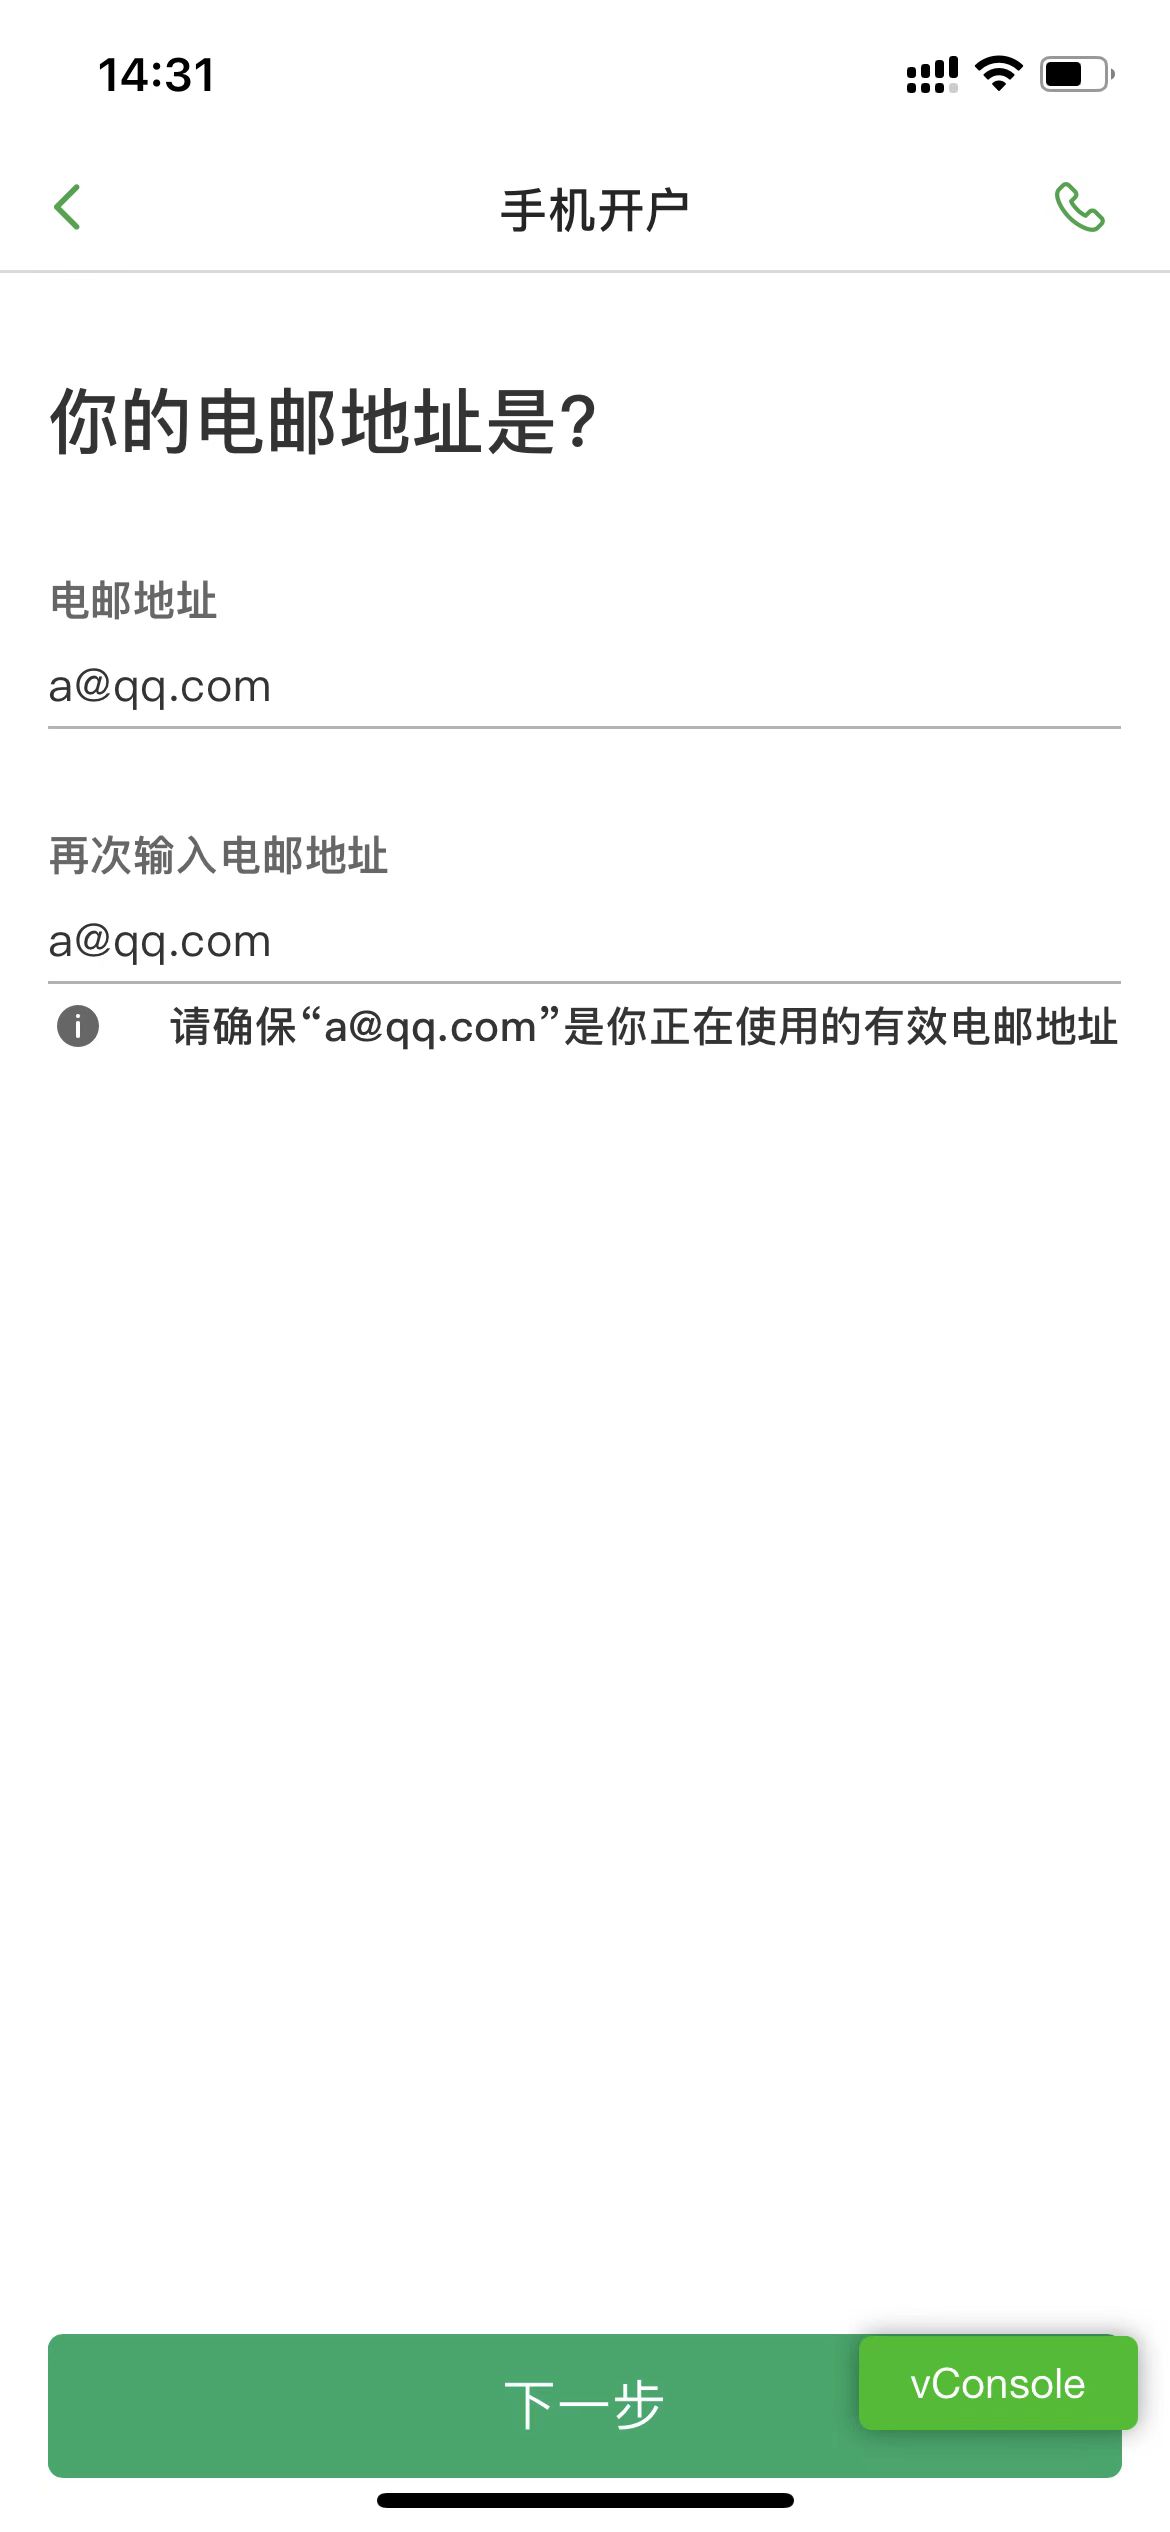 14:31
手机开户
你的电邮地址是?
电邮地址
a@qq.com
再次输入电邮地址
a@qq.com
请确保“a@qq.com”是你正在使用的有效电邮地址
下一步
vConsole